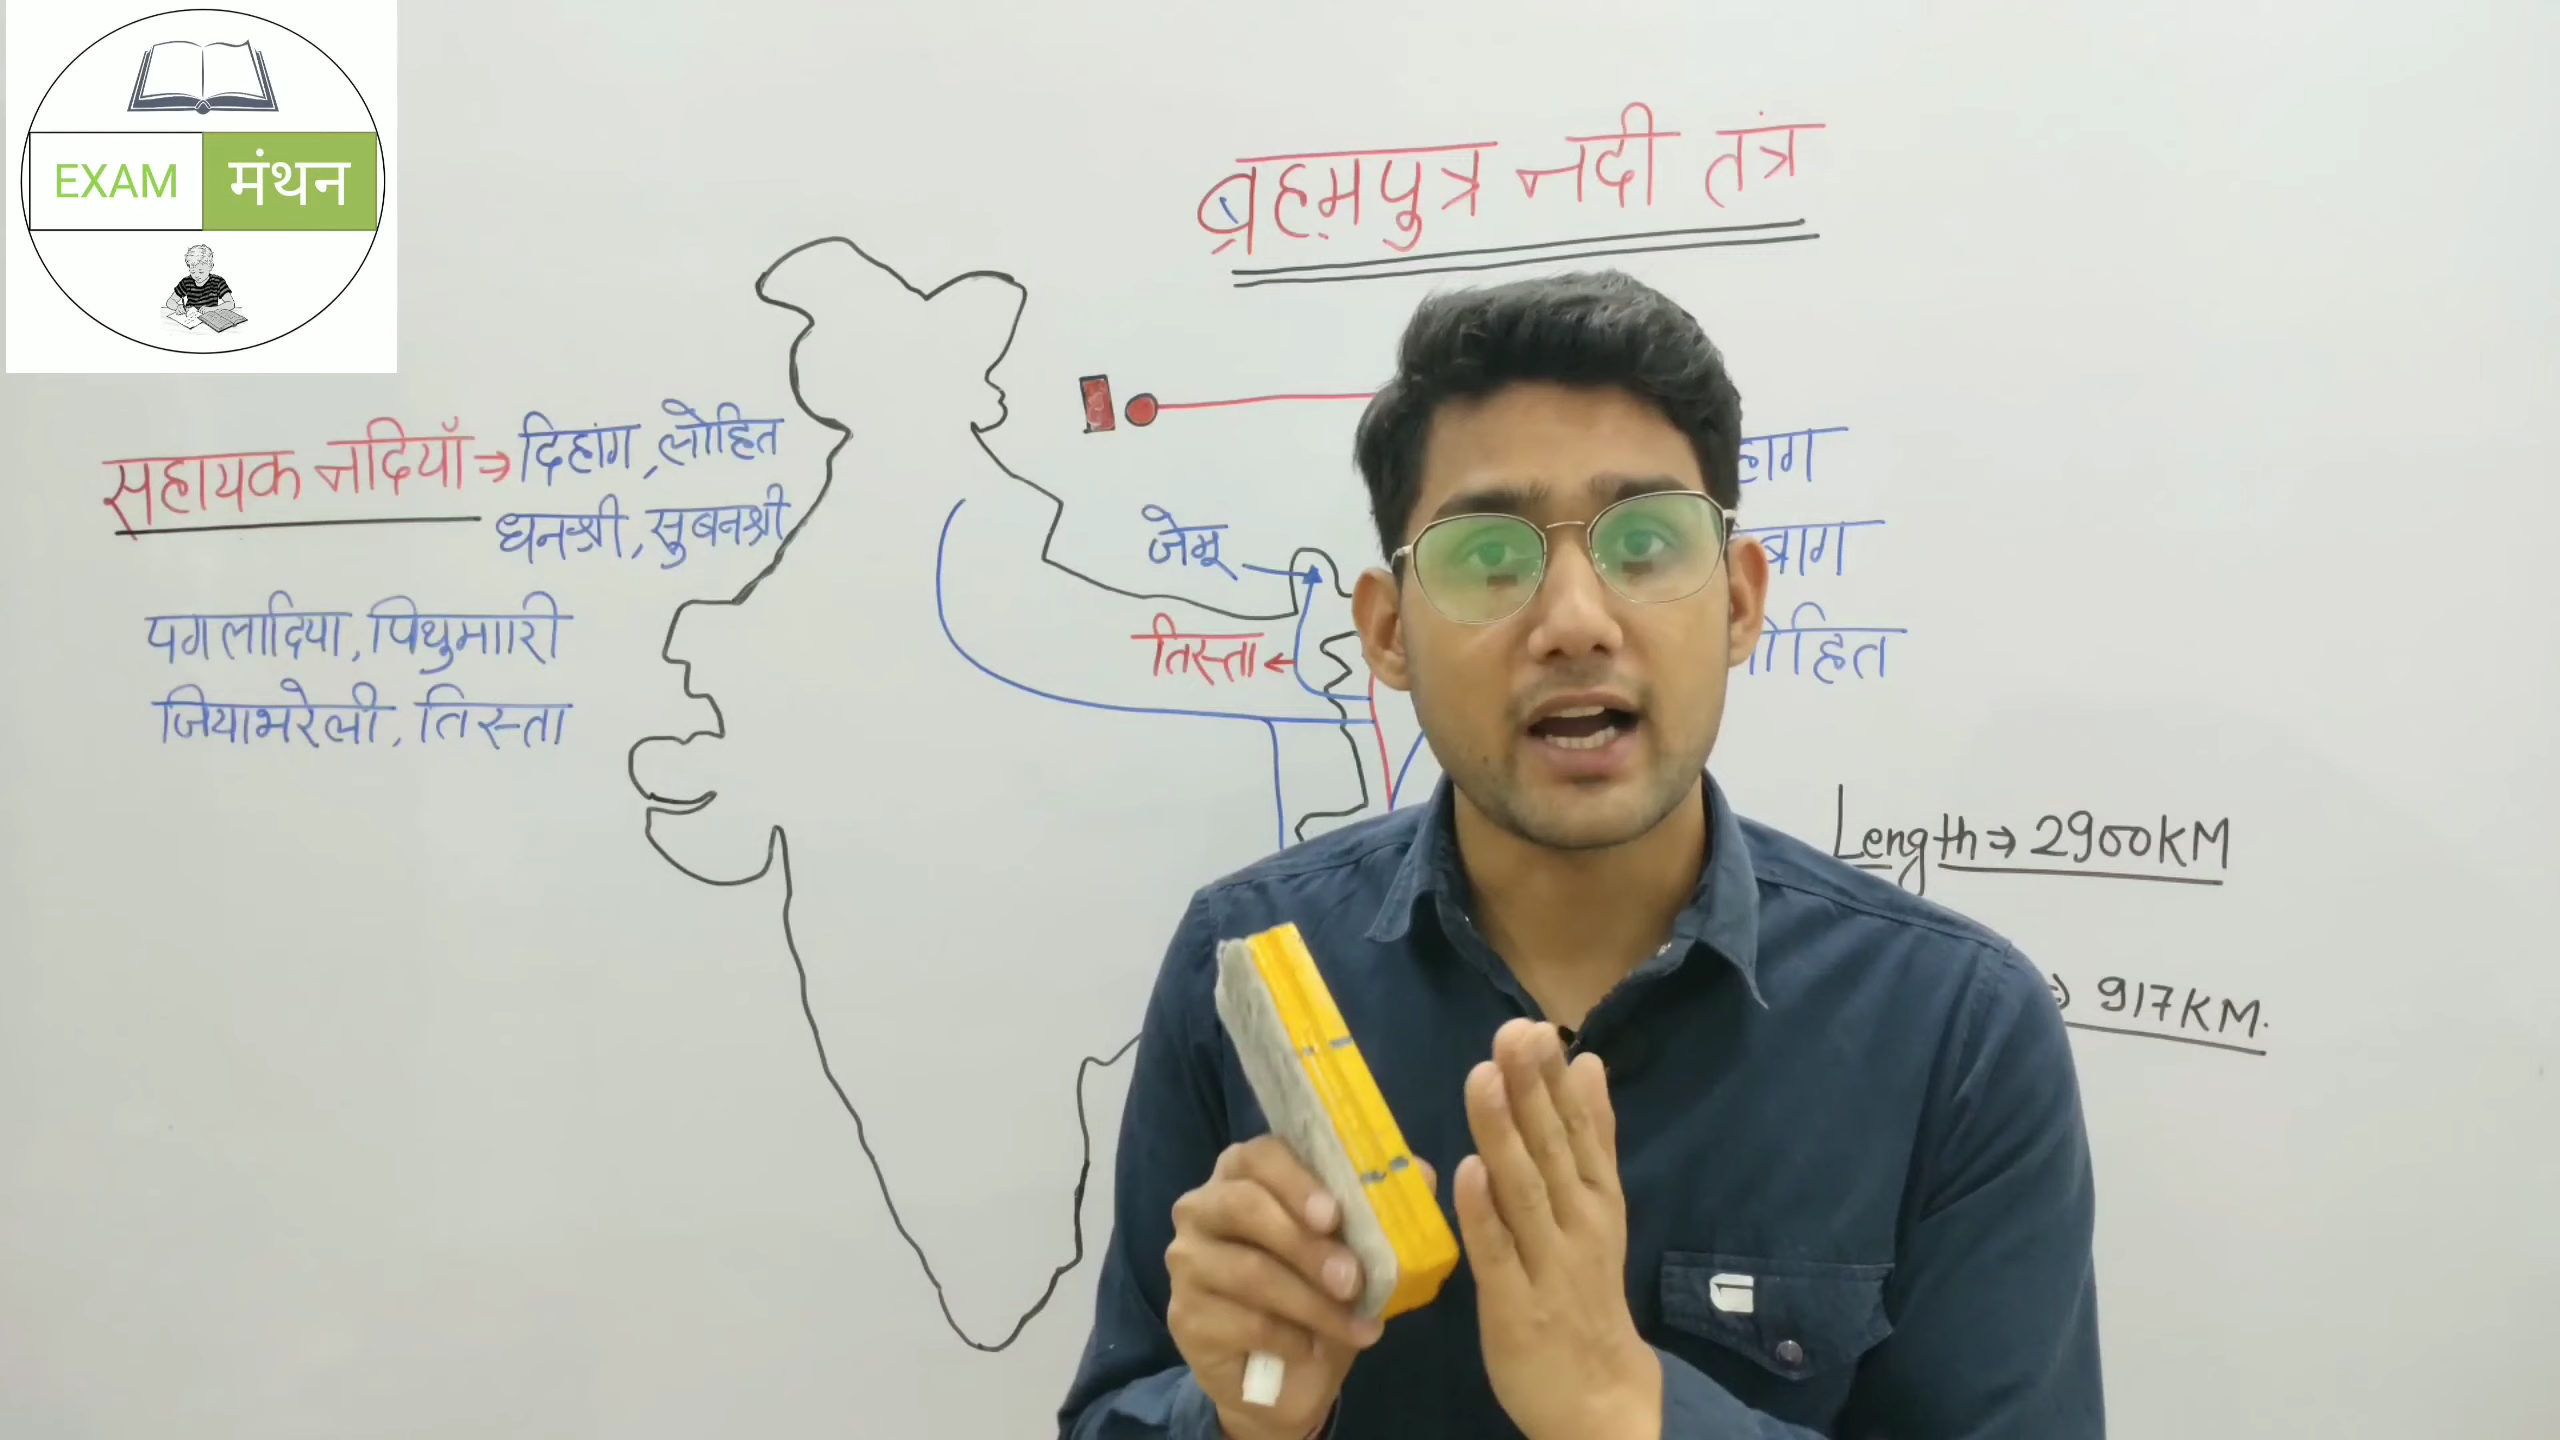 EXAM मंथन
ब्रह्मपुत्र नदी तंत्र
सहायक नदियाँ → दिहांग, लोहित
धनश्री, सुबनश्री
पगलादिया, पिथुमारी
जियाभरेली, तिस्ता
जेमू
तिस्ता ←
Length → 2900KM
917KM.